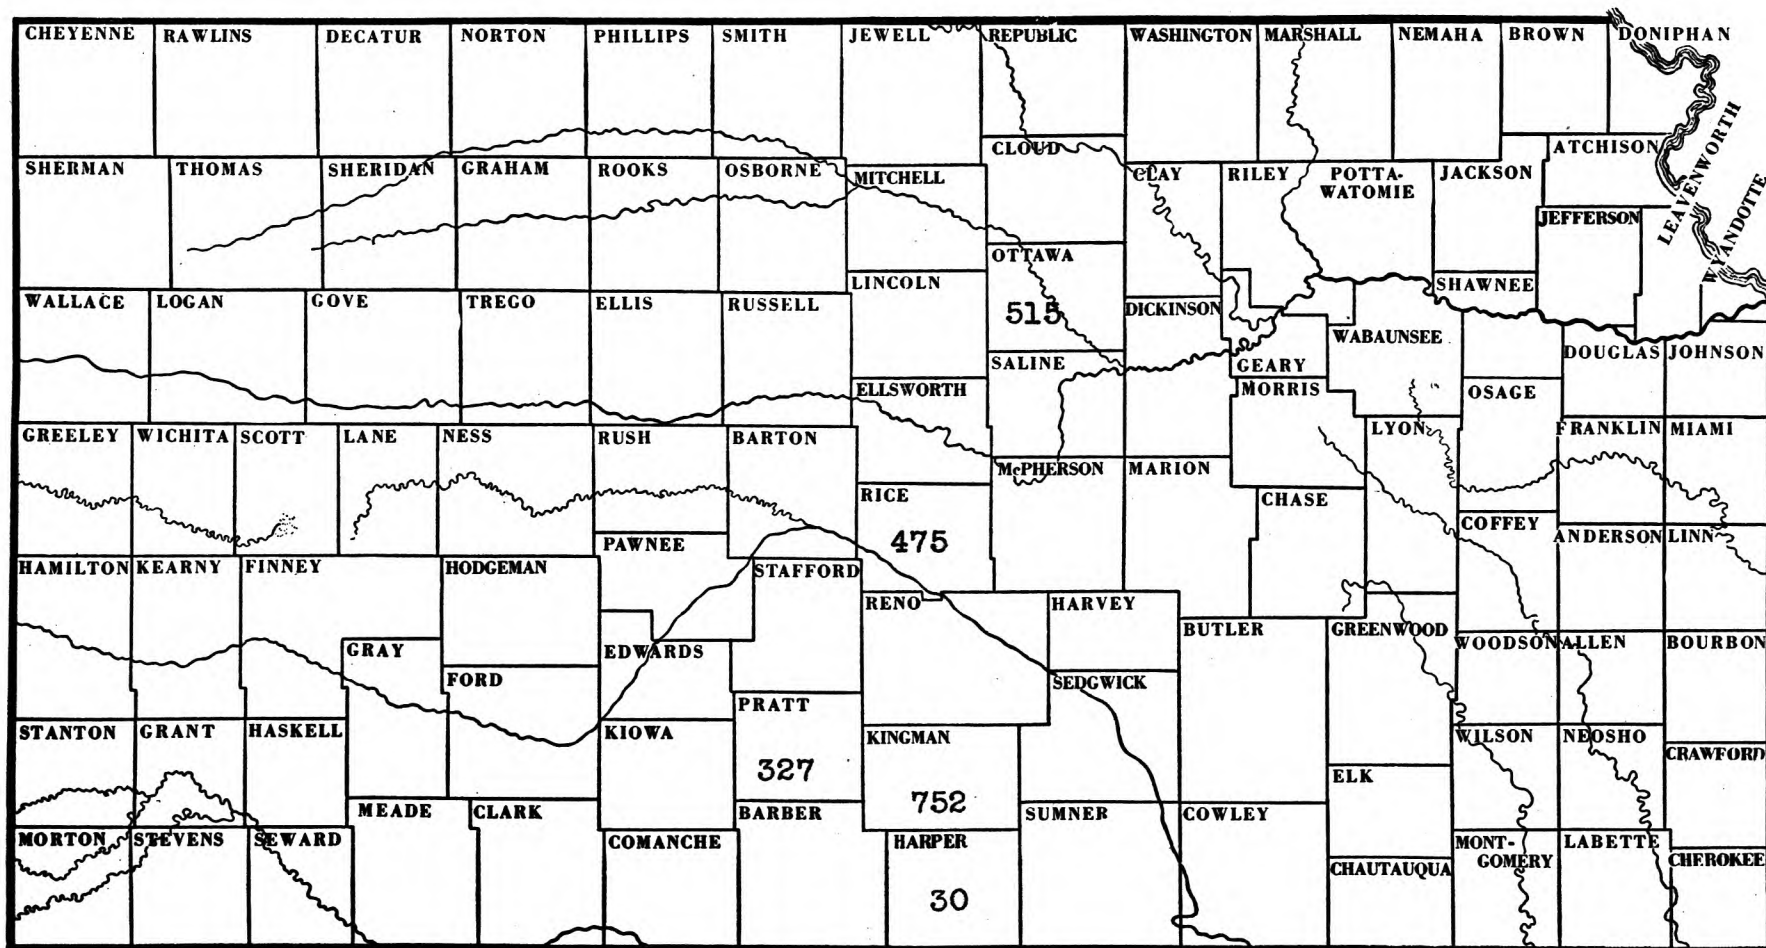 CHEYENNE RAWLINS DECATUR NORTON PHILLIPS SMITH JEWELL REPUBLIC WASHINGTON MARSHALL NEMAHA BROWN DONIPHAN
SHERMAN THOMAS SHERIDAN GRAHAM ROOKS OSBORNE MITCHELL CLOUD CLAY RILEY POTTA-
WATOMIE JACKSON ATCHISON
JEFFERSON LEAVENWORTH WYANDOTTE
WALLACE LOGAN GOVE TREGO ELLIS RUSSELL LINCOLN OTTAWA
515
DICKINSON GEARY WABAUNSEE SHAWNEE DOUGLAS JOHNSON
ELLSWORTH SALINE MORRIS OSAGE
GREELEY WICHITA SCOTT LANE NESS RUSH BARTON RICE
475
McPHERSON MARION CHASE LYON FRANKLIN MIAMI
COFFEY ANDERSON LINN
HAMILTON KEARNY FINNEY HODGEMAN PAWNEE STAFFORD
RENO HARVEY BUTLER GREENWOOD WOODSON ALLEN BOURBON
GRAY FORD EDWARDS PRATT
327
SEDGWICK
STANTON GRANT HASKELL KIOWA KINGMAN
752
WILSON NEOSHO CRAWFORD
ELK
MEADE CLARK BARBER SUMNER COWLEY
MORTON STEVENS SEWARD COMANCHE HARPER
30
CHAUTAUQUA MONT-
GOMERY LABETTE CHEROKEE